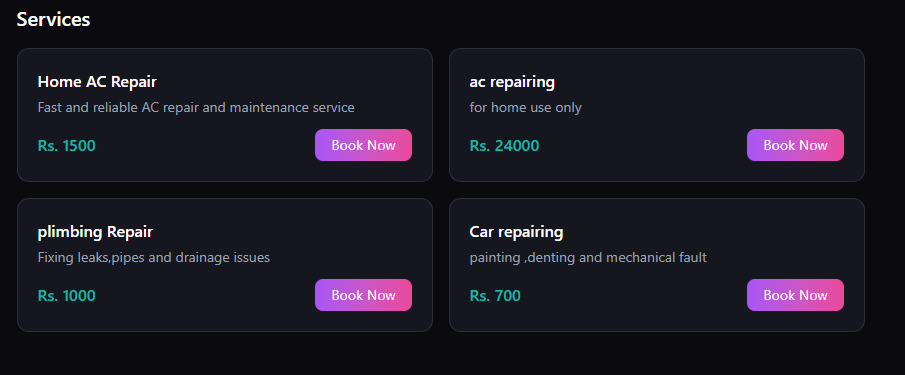 Services
Home AC Repair
Fast and reliable AC repair and maintenance service
Rs. 1500
Book Now
ac repairing
for home use only
Rs. 24000
Book Now
plimbing Repair
Fixing leaks,pipes and drainage issues
Rs. 1000
Book Now
Car repairing
painting ,denting and mechanical fault
Rs. 700
Book Now